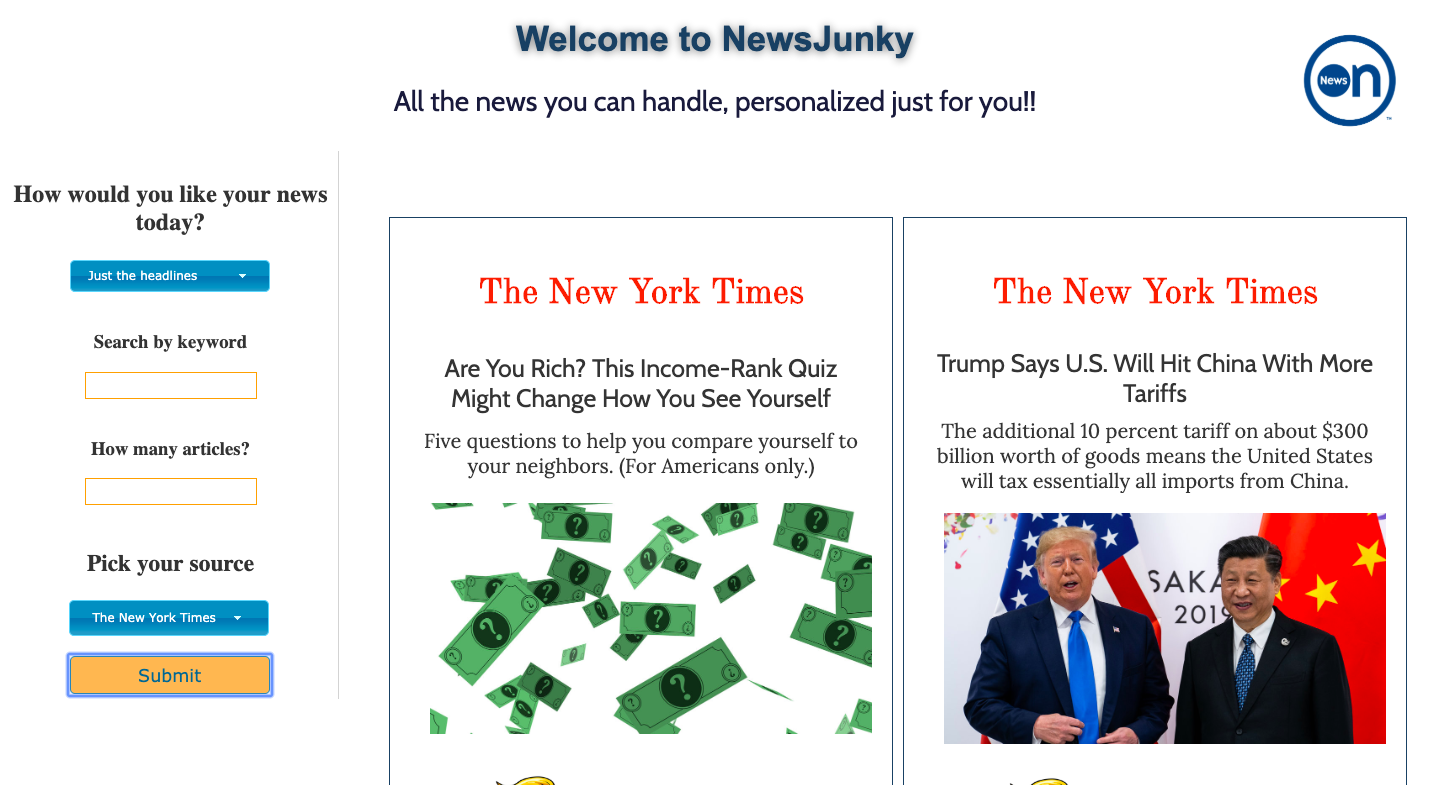 Welcome to NewsJunky
All the news you can handle, personalized just for you!!
News
on
™
How would you like your news
today?
Just the headlines
Search by keyword
How many articles?
Pick your source
The New York Times
Submit
The New York Times
Are You Rich? This Income-Rank Quiz
Might Change How You See Yourself
Five questions to help you compare yourself to
your neighbors. (For Americans only.)
? ? ? ? ? ? ? ? ?
The New York Times
Trump Says U.S. Will Hit China With More
Tariffs
The additional 10 percent tariff on about $300
billion worth of goods means the United States
will tax essentially all imports from China.
SAKA
2019